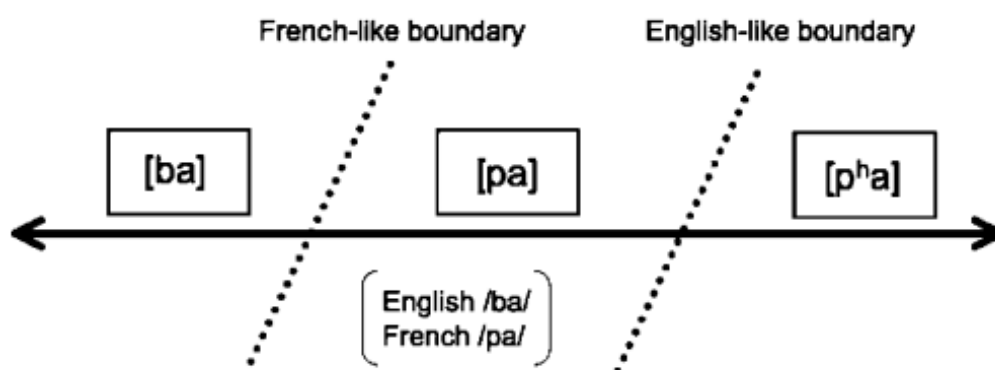 French-like boundary English-like boundary
[ba] [pa] [pʰa]
English /ba/
French /pa/